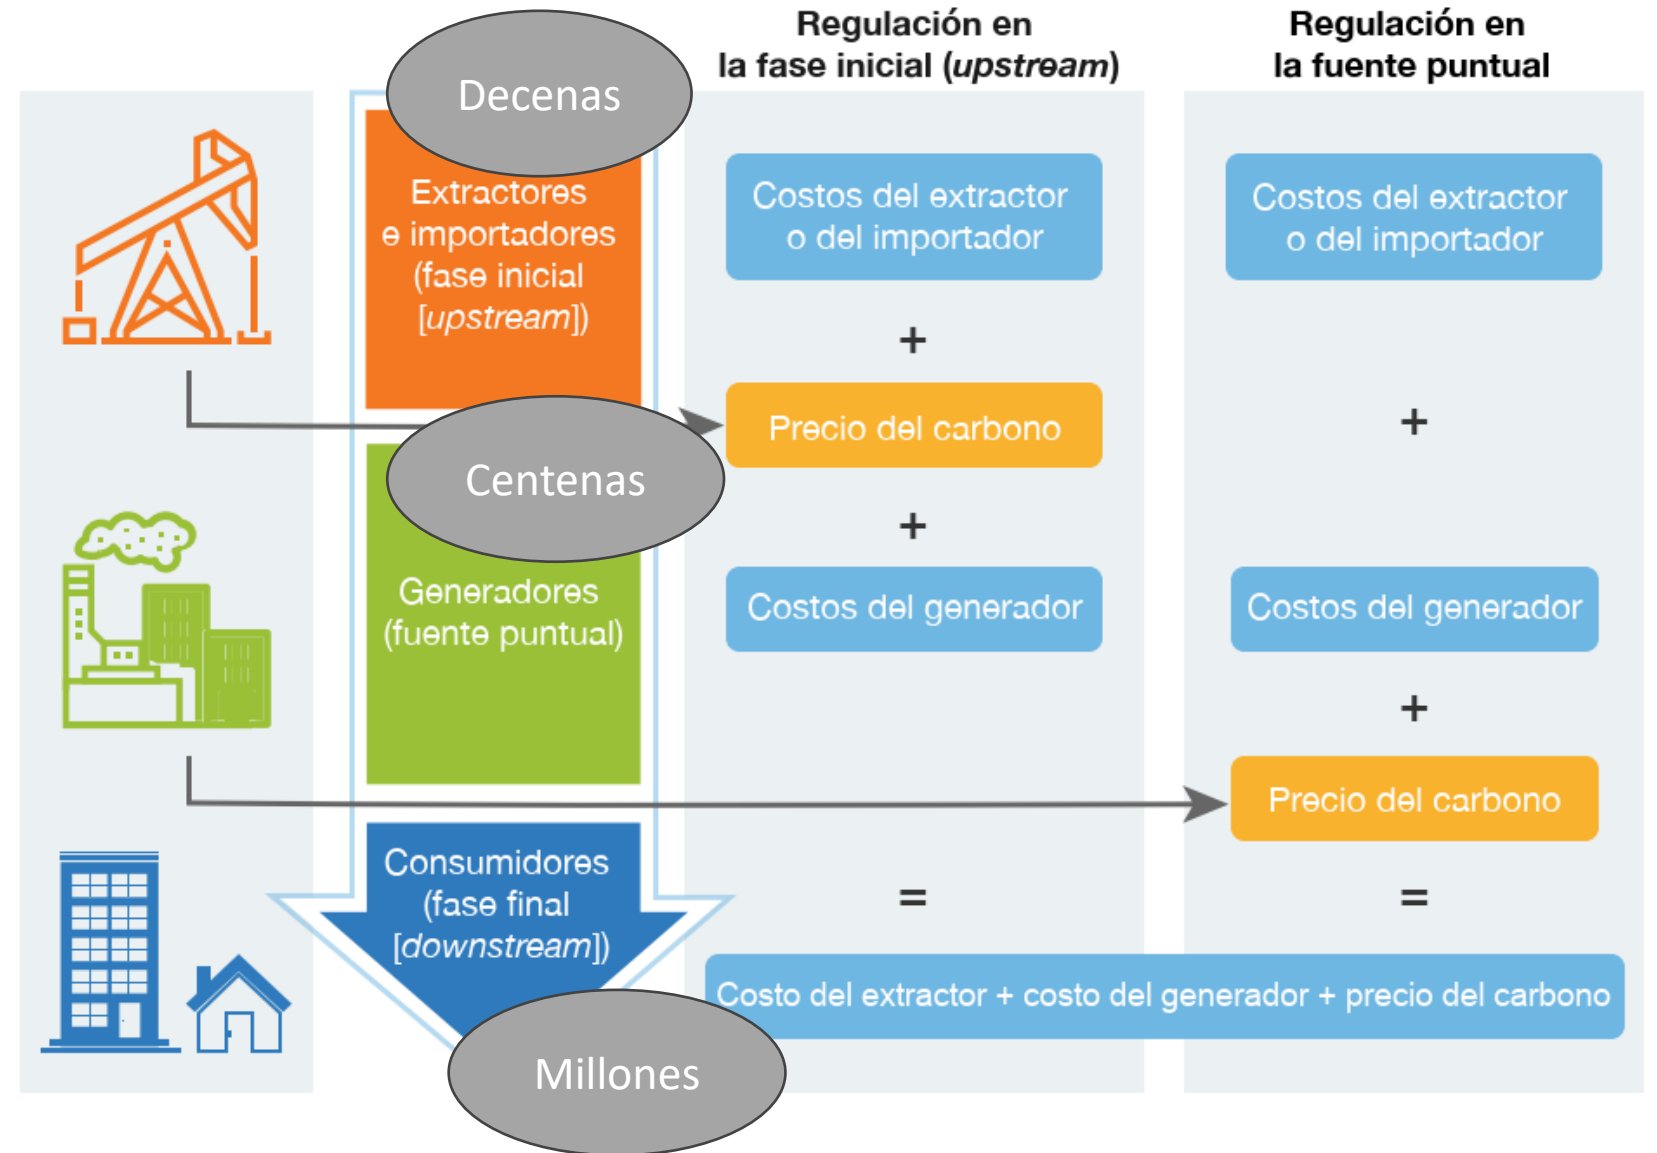 Regulación en
la fase inicial (upstream)
Regulación en
la fuente puntual
Decenas
Extractores
e importadores
(fase inicial
[upstream])
Costos del extractor
o del importador
Costos del extractor
o del importador
+
Precio del carbono
+
Centenas
+
Generadores
(fuente puntual)
Costos del generador
Costos del generador
+
Precio del carbono
Consumidores
(fase final
[downstream])
=
=
Costo del extractor + costo del generador + precio del carbono
Millones